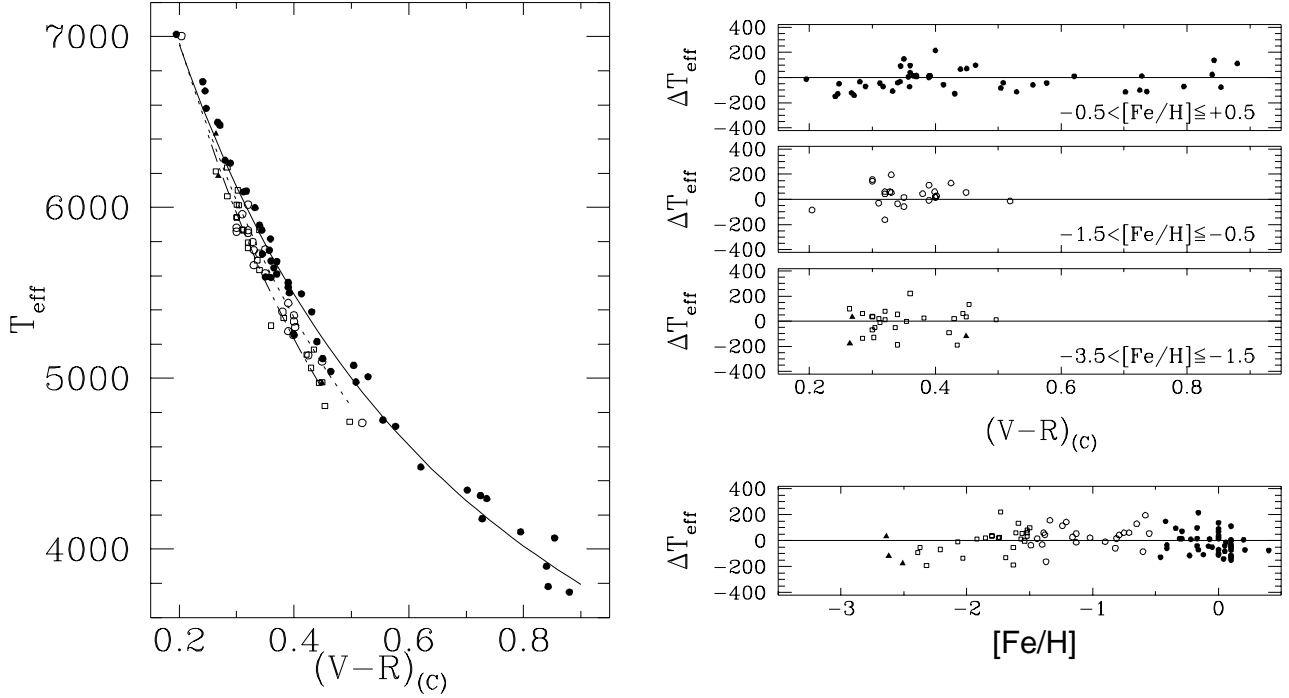 7000
6000
5000
4000
T_eff
0.2 0.4 0.6 0.8
(V−R)_(C)
400
200
0
−200
−400
ΔT_eff
−0.5<[Fe/H]≦+0.5
400
200
0
−200
−400
ΔT_eff
−1.5<[Fe/H]≦−0.5
400
200
0
−200
−400
ΔT_eff
−3.5<[Fe/H]≦−1.5
0.2 0.4 0.6 0.8
(V−R)_(C)
400
200
0
−200
−400
ΔT_eff
−3 −2 −1 0
[Fe/H]